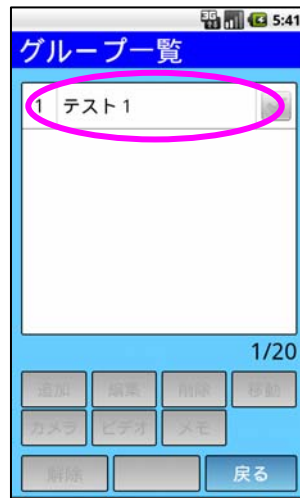 3G 5:41
グループ一覧
1 テスト1
1/20
追加 編集 削除 移動
カメラ ビデオ メモ
解除 戻る